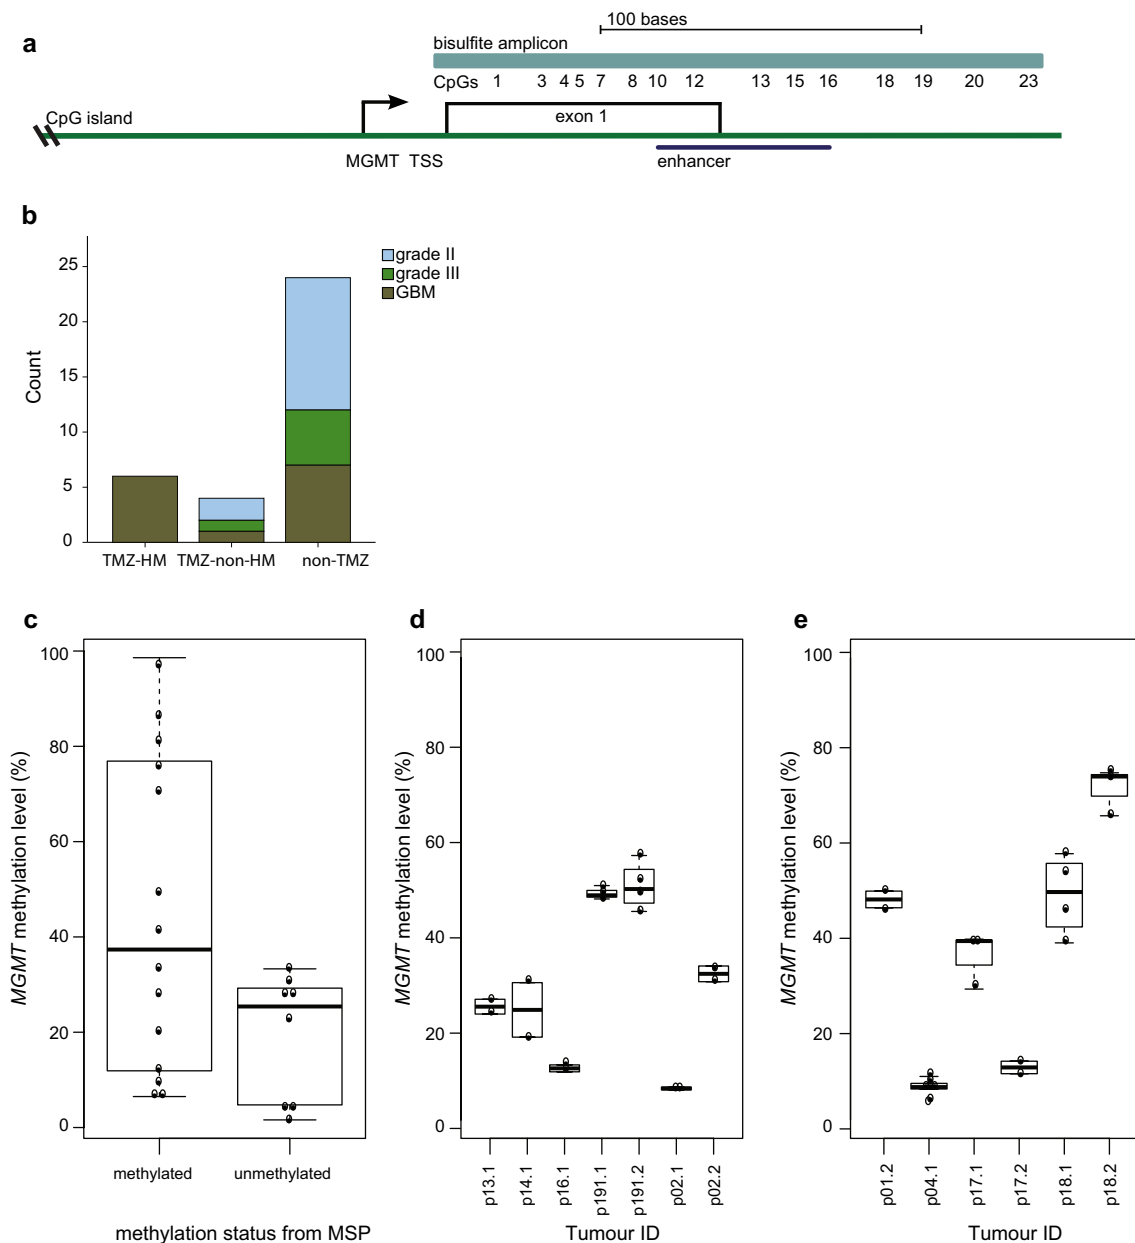 a
100 bases
bisulfite amplicon
CpGs 1 3 4 5 7 8 10 12 13 15 16 18 19 20 23
exon 1
CpG island
MGMT TSS
enhancer
b
grade II
grade III
GBM
Count
25
20
15
10
5
0
TMZ-HM TMZ-non-HM non-TMZ
c
MGMT methylation level (%)
100
80
60
40
20
0
methylated unmethylated
methylation status from MSP
d
MGMT methylation level (%)
100
80
60
40
20
0
p13.1
p14.1
p16.1
p191.1
p191.2
p02.1
p02.2
Tumour ID
e
MGMT methylation level (%)
100
80
60
40
20
0
p01.2
p04.1
p17.1
p17.2
p18.1
p18.2
Tumour ID